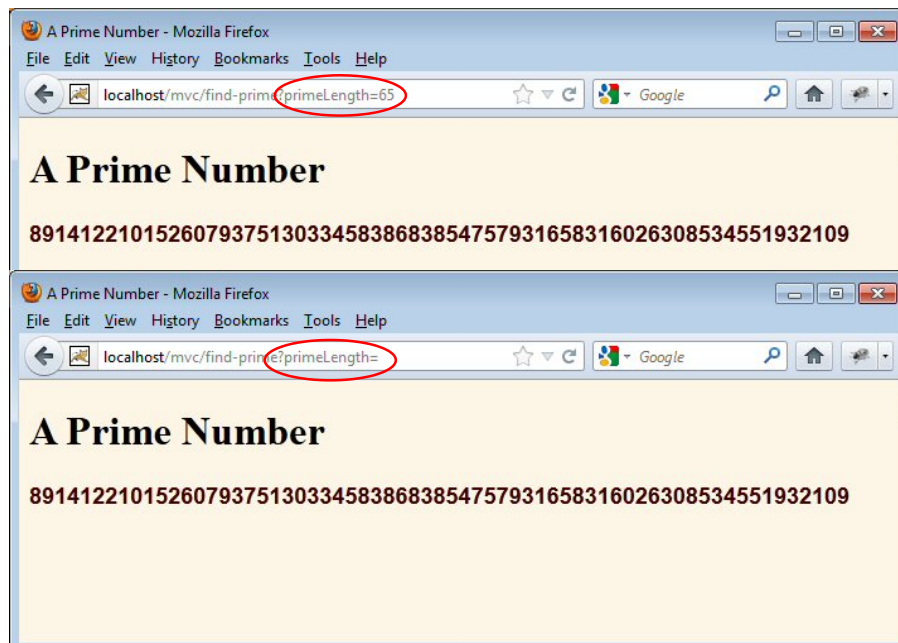 A Prime Number - Mozilla Firefox
File Edit View History Bookmarks Tools Help
localhost/mvc/find-prime?primeLength=65 Google
A Prime Number
89141221015260793751303345838683854757931658316026308534551932109
A Prime Number - Mozilla Firefox
File Edit View History Bookmarks Tools Help
localhost/mvc/find-prime?primeLength= Google
A Prime Number
89141221015260793751303345838683854757931658316026308534551932109